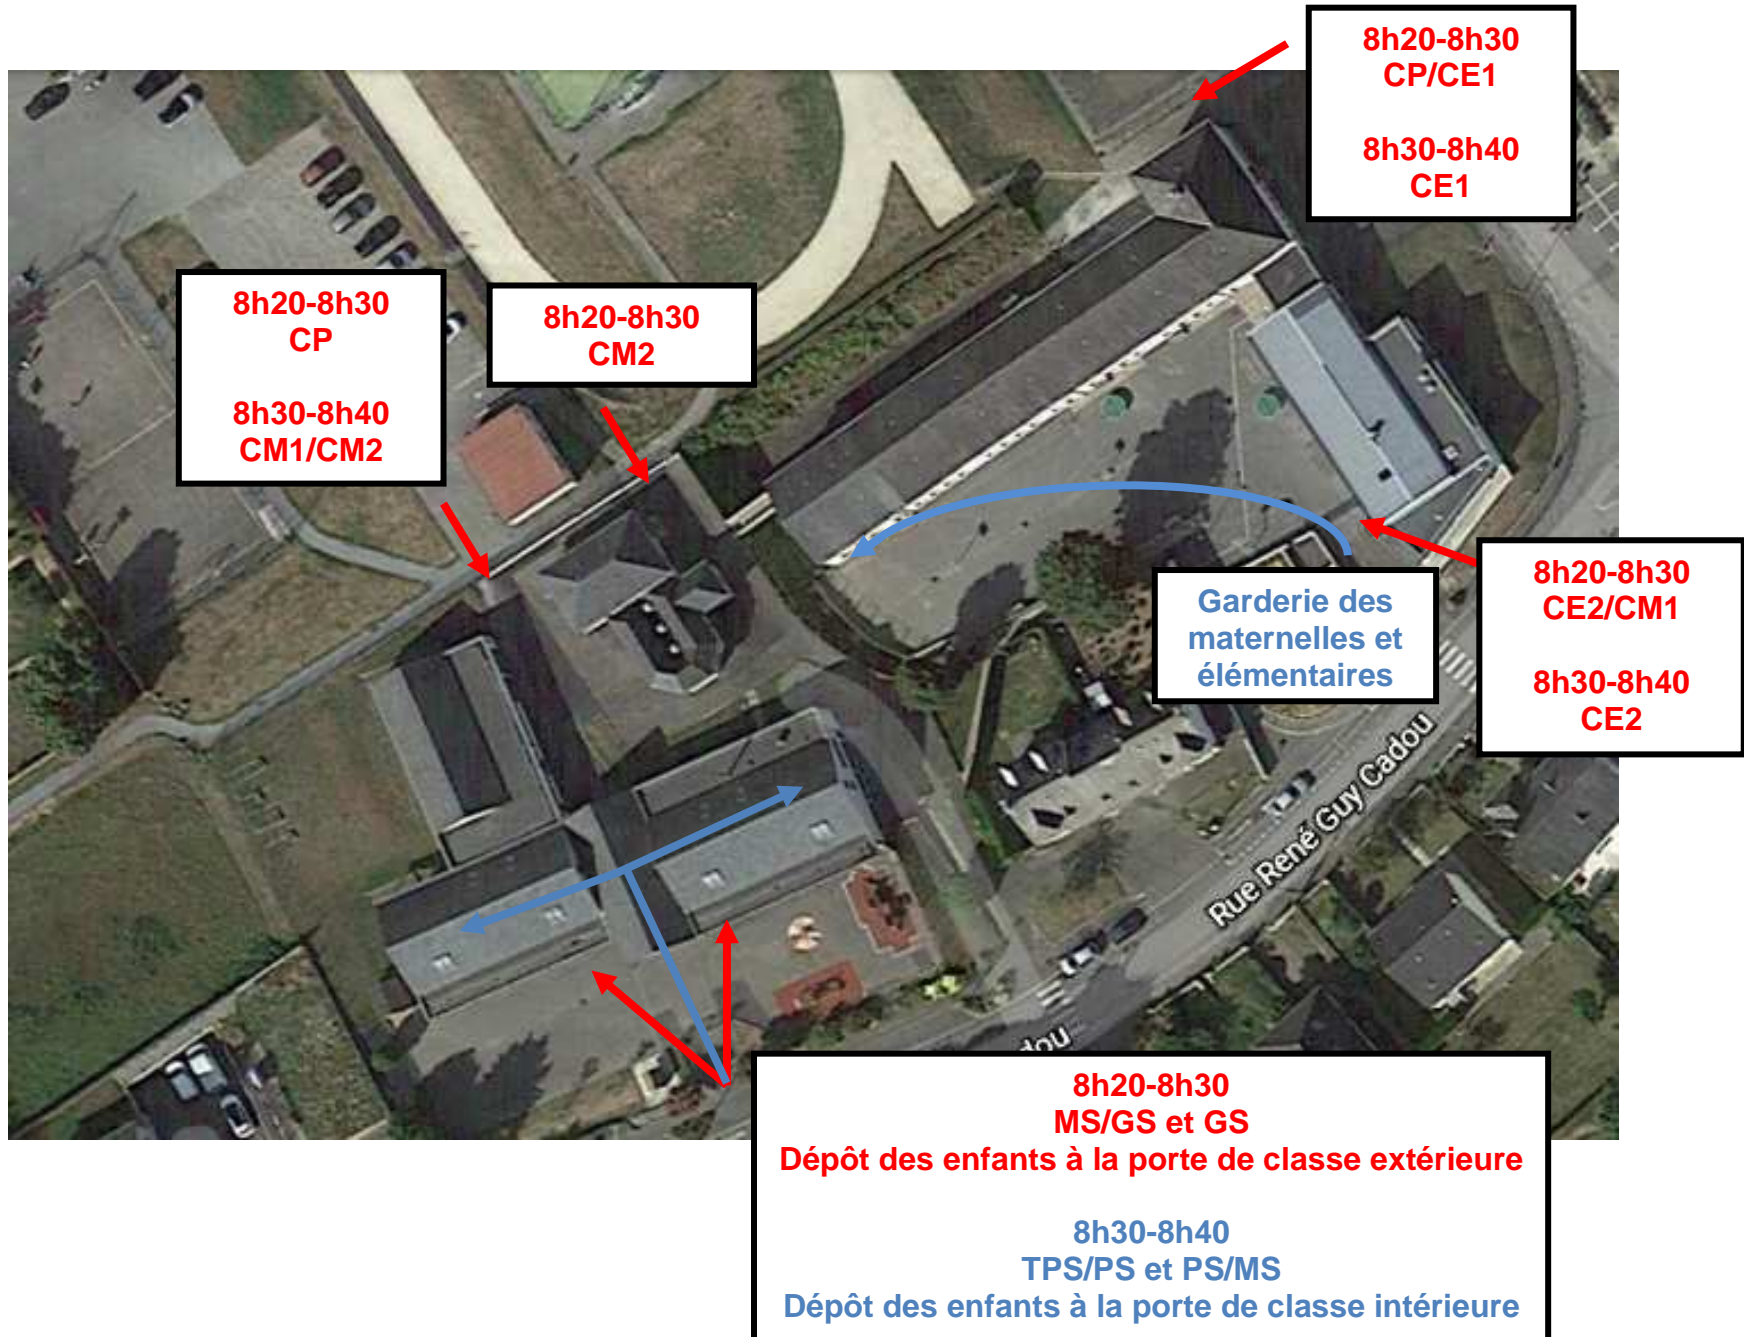 8h20-8h30
CP/CE1
8h30-8h40
CE1
8h20-8h30
CP
8h30-8h40
CM1/CM2
8h20-8h30
CM2
Garderie des
maternelles et
élémentaires
8h20-8h30
CE2/CM1
8h30-8h40
CE2
Rue René Guy Cadou
dou
8h20-8h30
MS/GS et GS
Dépôt des enfants à la porte de classe extérieure
8h30-8h40
TPS/PS et PS/MS
Dépôt des enfants à la porte de classe intérieure